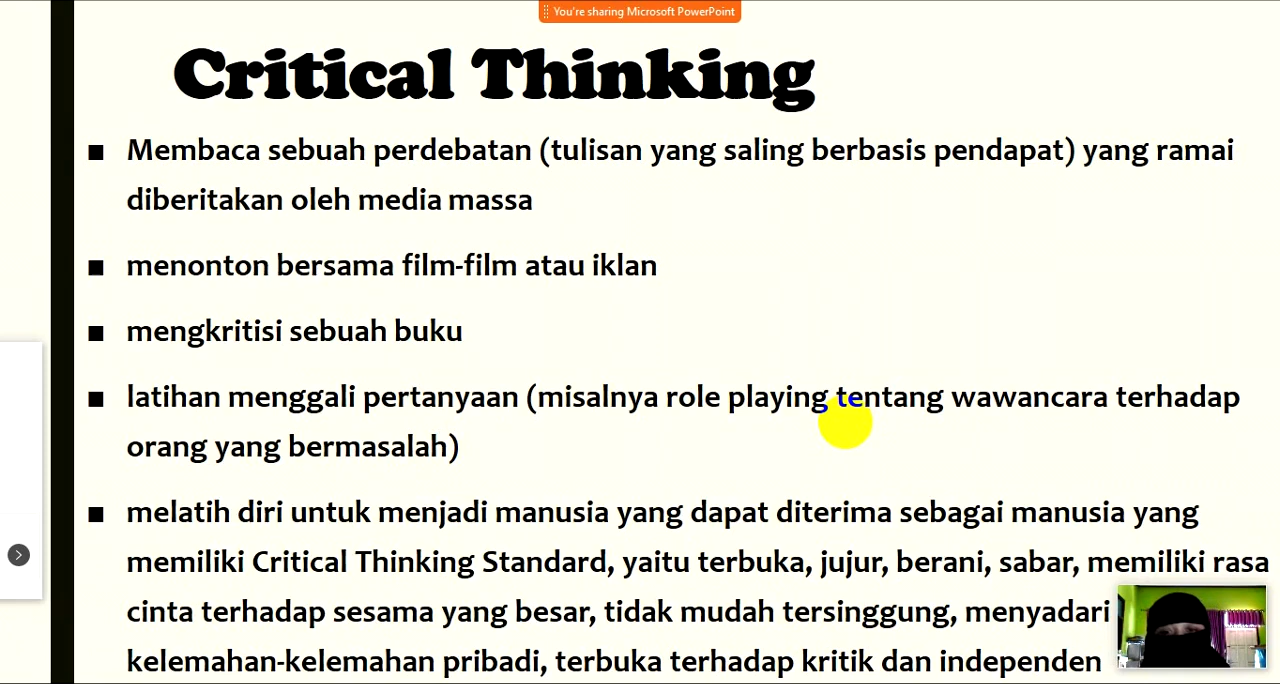 You're sharing Microsoft PowerPoint
Critical Thinking
Membaca sebuah perdebatan (tulisan yang saling berbasis pendapat) yang ramai
diberitakan oleh media massa
menonton bersama film-film atau iklan
mengkritisi sebuah buku
latihan menggali pertanyaan (misalnya role playing tentang wawancara terhadap
orang yang bermasalah)
melatih diri untuk menjadi manusia yang dapat diterima sebagai manusia yang
memiliki Critical Thinking Standard, yaitu terbuka, jujur, berani, sabar, memiliki rasa
cinta terhadap sesama yang besar, tidak mudah tersinggung, menyadari
kelemahan-kelemahan pribadi, terbuka terhadap kritik dan independen